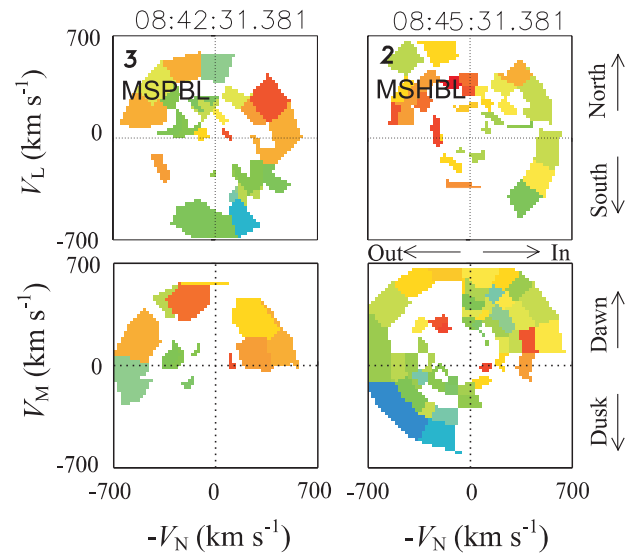 08:42:31.381 08:45:31.381
700
3 2
MSPBL MSHBL
North
V_L (km s⁻¹)
0
South
-700
Out In
700
Dawn
V_M (km s⁻¹)
0
Dusk
-700
-700 0 700 -700 0 700
-V_N (km s⁻¹) -V_N (km s⁻¹)